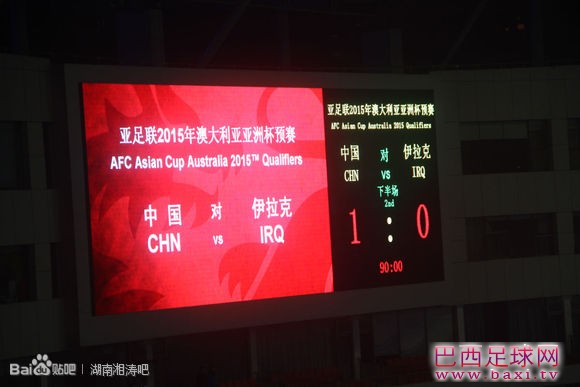 亚足联2015年澳大利亚亚洲杯预赛
AFC Asian Cup Australia 2015™ Qualifiers
中国 对 伊拉克
CHN vs IRQ
亚足联2015年澳大利亚亚洲杯预赛
AFC Asian Cup Australia 2015 Qualifiers
中国 对 伊拉克
CHN VS IRQ
下半场
2nd
1 : 0
90:00
Bai贴吧 | 湖南湘涛吧
巴西足球网
www.baxi.tv